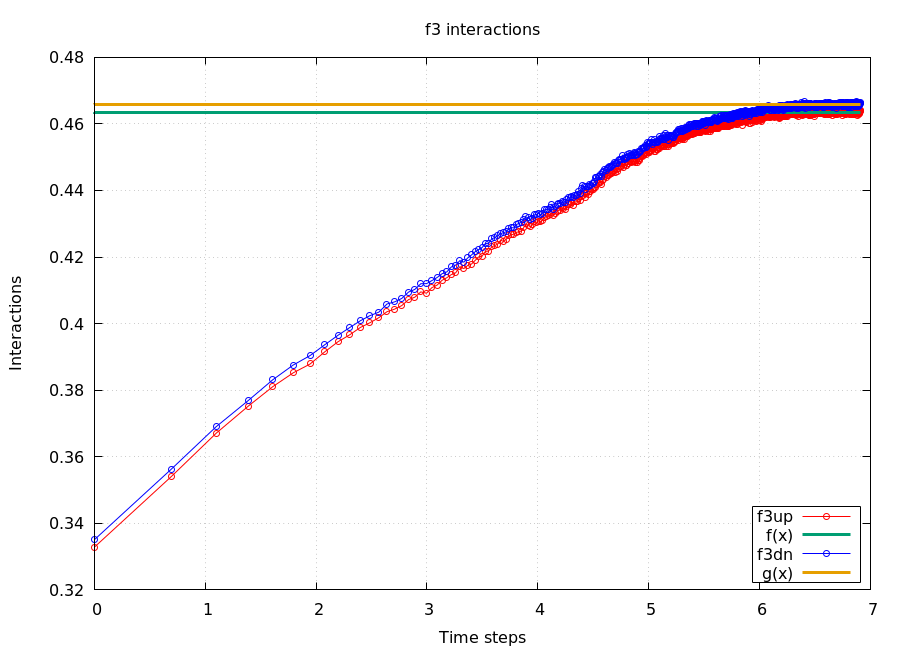 f3 interactions
0.48
0.46
0.44
0.42
0.4
0.38
0.36
0.34
0.32
Interactions
f3up
f(x)
f3dn
g(x)
0 1 2 3 4 5 6 7
Time steps